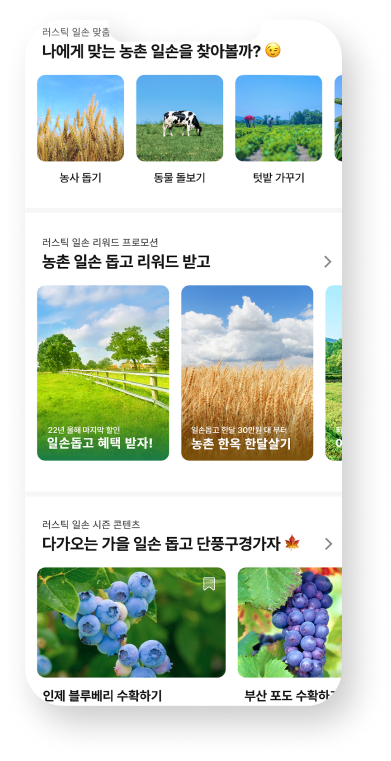 러스틱 일손 맞춤
나에게 맞는 농촌 일손을 찾아볼까? 😉
농사 돕기
동물 돌보기
텃밭 가꾸기
러스틱 일손 리워드 프로모션
농촌 일손 돕고 리워드 받고
22년 올해 마지막 할인
일손돕고 혜택 받자!
일손돕고 한달 30만원 대 부터
농촌 한옥 한달살기
러스틱 일손 시즌 콘텐츠
다가오는 가을 일손 돕고 단풍구경가자 🍁
인제 블루베리 수확하기
부산 포도 수확하